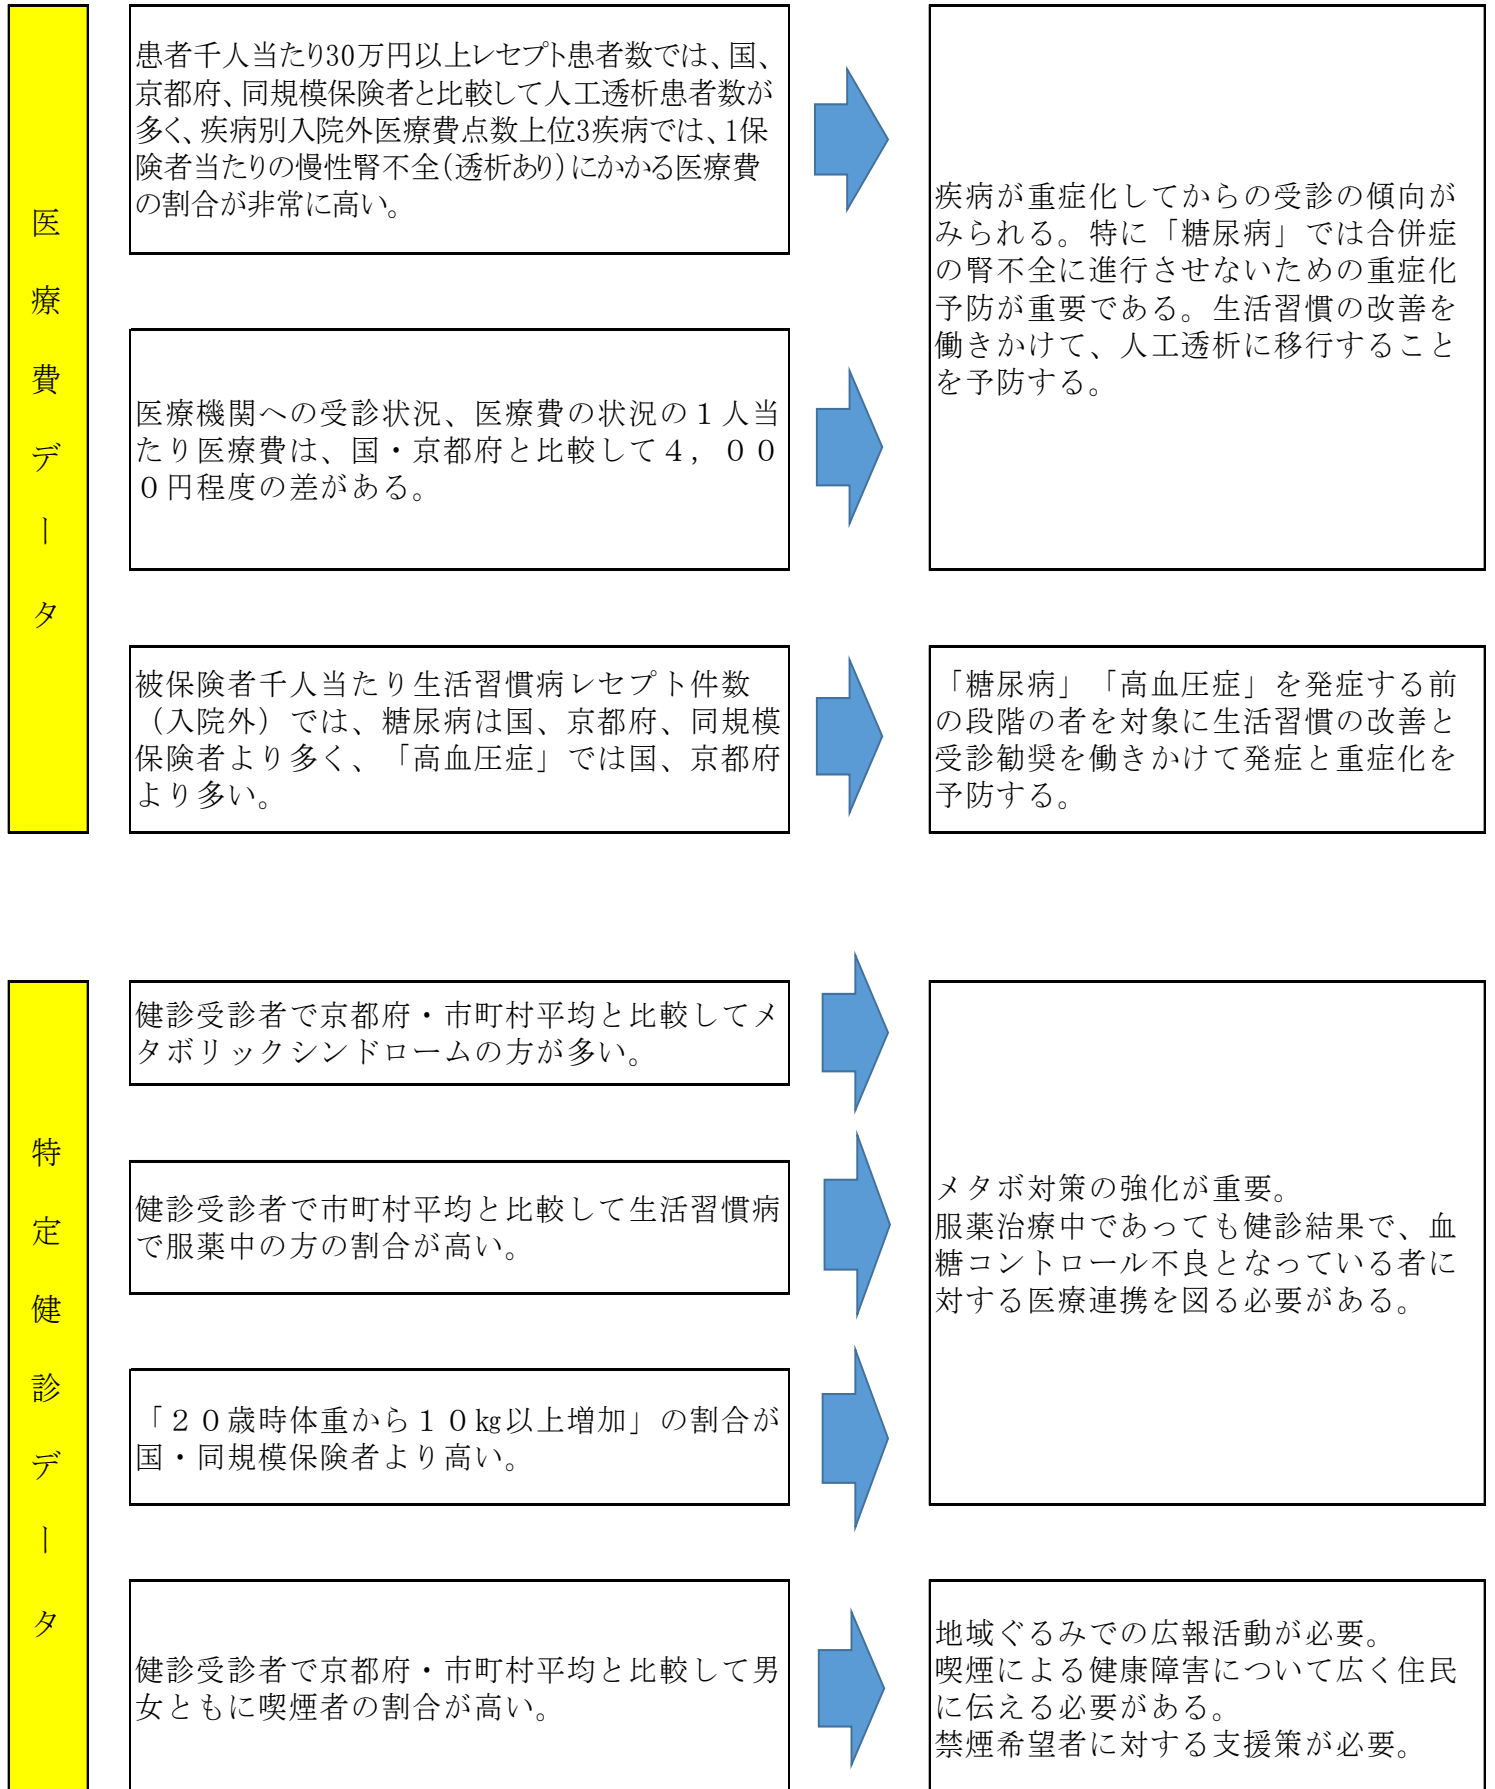 医療費データ
患者千人当たり30万円以上レセプト患者数では、国、
京都府、同規模保険者と比較して人工透析患者数が
多く、疾病別入院外医療費点数上位3疾病では、1保
険者当たりの慢性腎不全(透析あり)にかかる医療費
の割合が非常に高い。
医療機関への受診状況、医療費の状況の１人当
たり医療費は、国・京都府と比較して４，００
０円程度の差がある。
疾病が重症化してからの受診の傾向が
みられる。特に「糖尿病」では合併症
の腎不全に進行させないための重症化
予防が重要である。生活習慣の改善を
働きかけて、人工透析に移行すること
を予防する。
被保険者千人当たり生活習慣病レセプト件数
（入院外）では、糖尿病は国、京都府、同規模
保険者より多く、「高血圧症」では国、京都府
より多い。
「糖尿病」「高血圧症」を発症する前
の段階の者を対象に生活習慣の改善と
受診勧奨を働きかけて発症と重症化を
予防する。
特定健診データ
健診受診者で京都府・市町村平均と比較してメ
タボリックシンドロームの方が多い。
健診受診者で市町村平均と比較して生活習慣病
で服薬中の方の割合が高い。
「２０歳時体重から１０㎏以上増加」の割合が
国・同規模保険者より高い。
メタボ対策の強化が重要。
服薬治療中であっても健診結果で、血
糖コントロール不良となっている者に
対する医療連携を図る必要がある。
健診受診者で京都府・市町村平均と比較して男
女ともに喫煙者の割合が高い。
地域ぐるみでの広報活動が必要。
喫煙による健康障害について広く住民
に伝える必要がある。
禁煙希望者に対する支援策が必要。